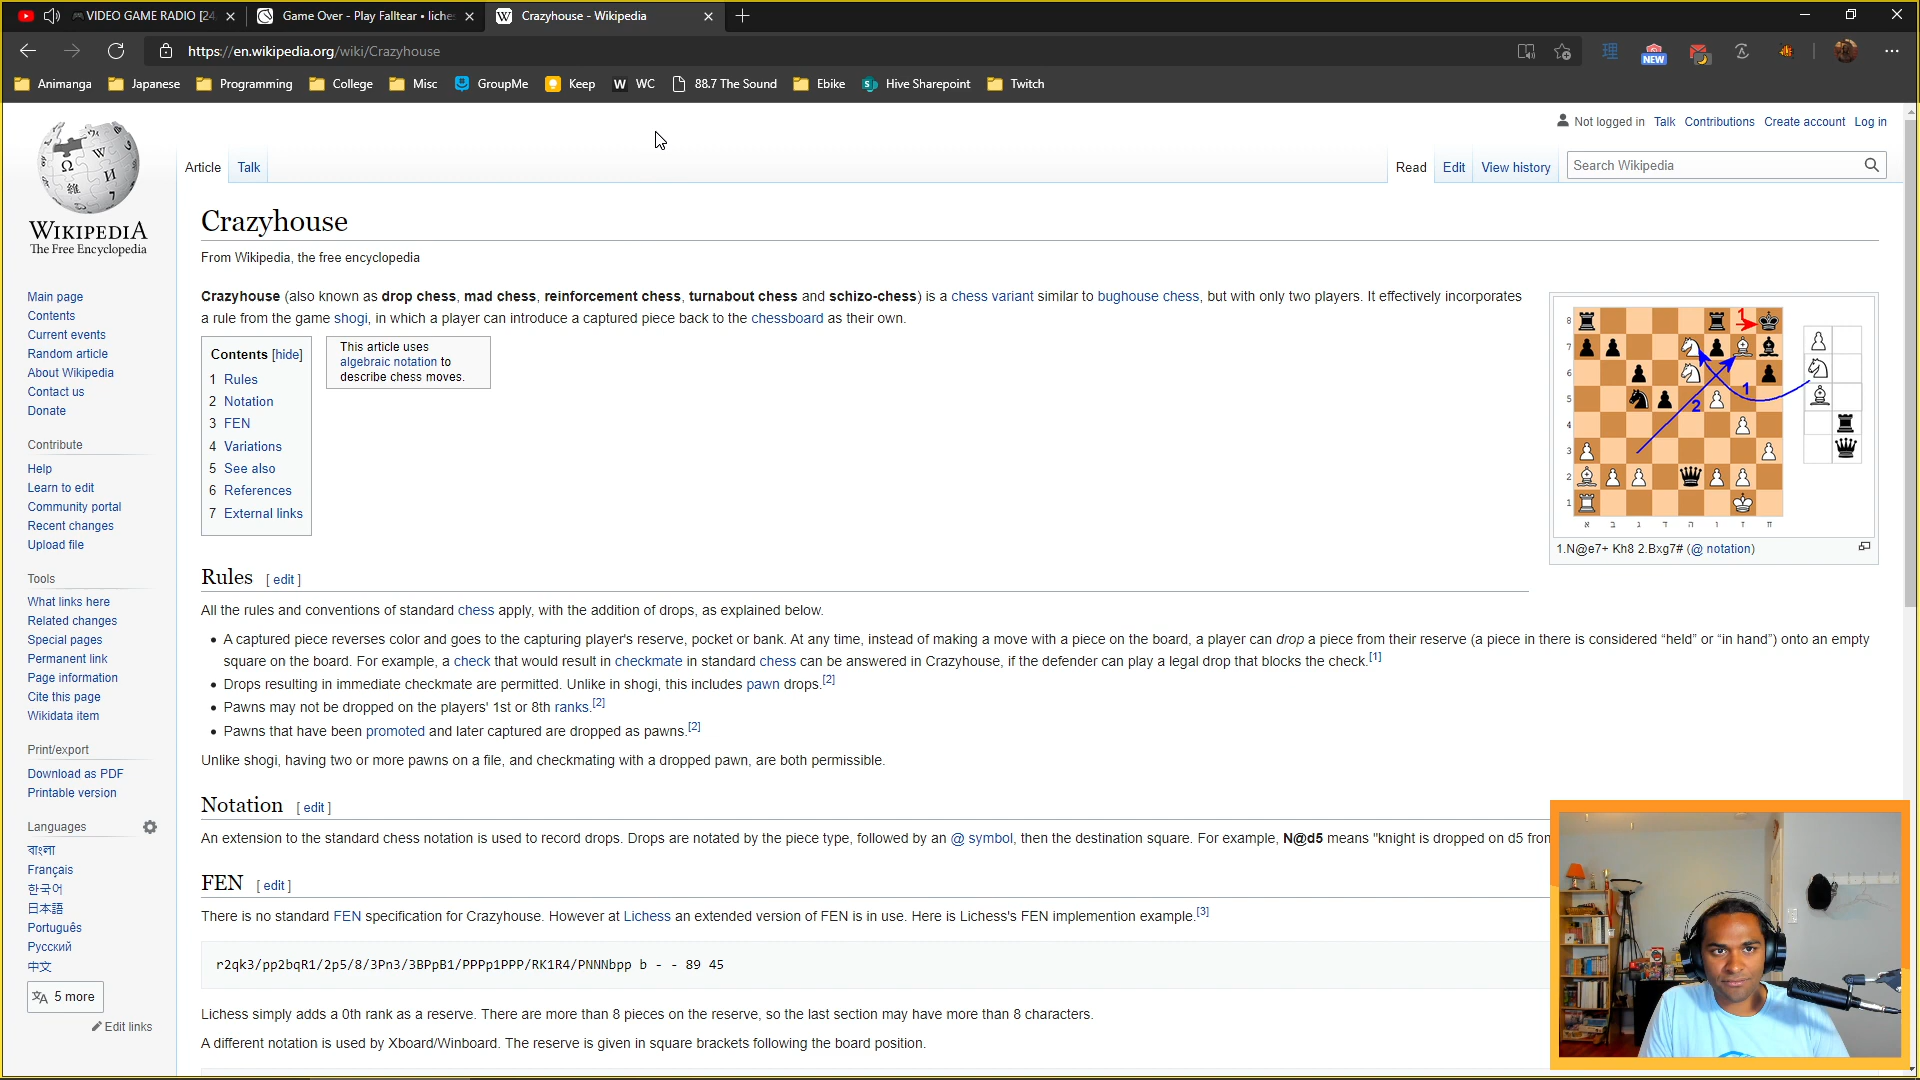 VIDEO GAME RADIO [24
Game Over - Play Falltear • liche
Crazyhouse - Wikipedia
https://en.wikipedia.org/wiki/Crazyhouse
NEW
Animanga
Japanese
Programming
College
Misc
GroupMe
Keep
W WC
88.7 The Sound
Ebike
Hive Sharepoint
Twitch
Not logged in Talk Contributions Create account Log in
Article Talk
Read Edit View history
Search Wikipedia
WIKIPEDIA
The Free Encyclopedia
Main page
Contents
Current events
Random article
About Wikipedia
Contact us
Donate
Contribute
Help
Learn to edit
Community portal
Recent changes
Upload file
Tools
What links here
Related changes
Special pages
Permanent link
Page information
Cite this page
Wikidata item
Print/export
Download as PDF
Printable version
Languages
বাংলা
Français
한국어
日本語
Português
Русский
中文
5 more
Edit links
Crazyhouse
From Wikipedia, the free encyclopedia
Crazyhouse (also known as drop chess, mad chess, reinforcement chess, turnabout chess and schizo-chess) is a chess variant similar to bughouse chess, but with only two players. It effectively incorporates
a rule from the game shogi, in which a player can introduce a captured piece back to the chessboard as their own.
Contents [hide]
1 Rules
2 Notation
3 FEN
4 Variations
5 See also
6 References
7 External links
This article uses
algebraic notation to
describe chess moves.
8
7
6
5
4
3
2
1
א ב ג ד ה ו ז ח
1
1
2
1.N@e7+ Kh8 2.Bxg7# (@ notation)
Rules [ edit ]
All the rules and conventions of standard chess apply, with the addition of drops, as explained below.
• A captured piece reverses color and goes to the capturing player's reserve, pocket or bank. At any time, instead of making a move with a piece on the board, a player can drop a piece from their reserve (a piece in there is considered “held” or “in hand”) onto an empty
square on the board. For example, a check that would result in checkmate in standard chess can be answered in Crazyhouse, if the defender can play a legal drop that blocks the check.[1]
• Drops resulting in immediate checkmate are permitted. Unlike in shogi, this includes pawn drops.[2]
• Pawns may not be dropped on the players' 1st or 8th ranks.[2]
• Pawns that have been promoted and later captured are dropped as pawns.[2]
Unlike shogi, having two or more pawns on a file, and checkmating with a dropped pawn, are both permissible.
Notation [ edit ]
An extension to the standard chess notation is used to record drops. Drops are notated by the piece type, followed by an @ symbol, then the destination square. For example, N@d5 means "knight is dropped on d5 fron
FEN [ edit ]
There is no standard FEN specification for Crazyhouse. However at Lichess an extended version of FEN is in use. Here is Lichess's FEN implemention example.[3]
r2qk3/pp2bqR1/2p5/8/3Pn3/3BPpB1/PPPp1PPP/RK1R4/PNNNbpp b - - 89 45
Lichess simply adds a 0th rank as a reserve. There are more than 8 pieces on the reserve, so the last section may have more than 8 characters.
A different notation is used by Xboard/Winboard. The reserve is given in square brackets following the board position.